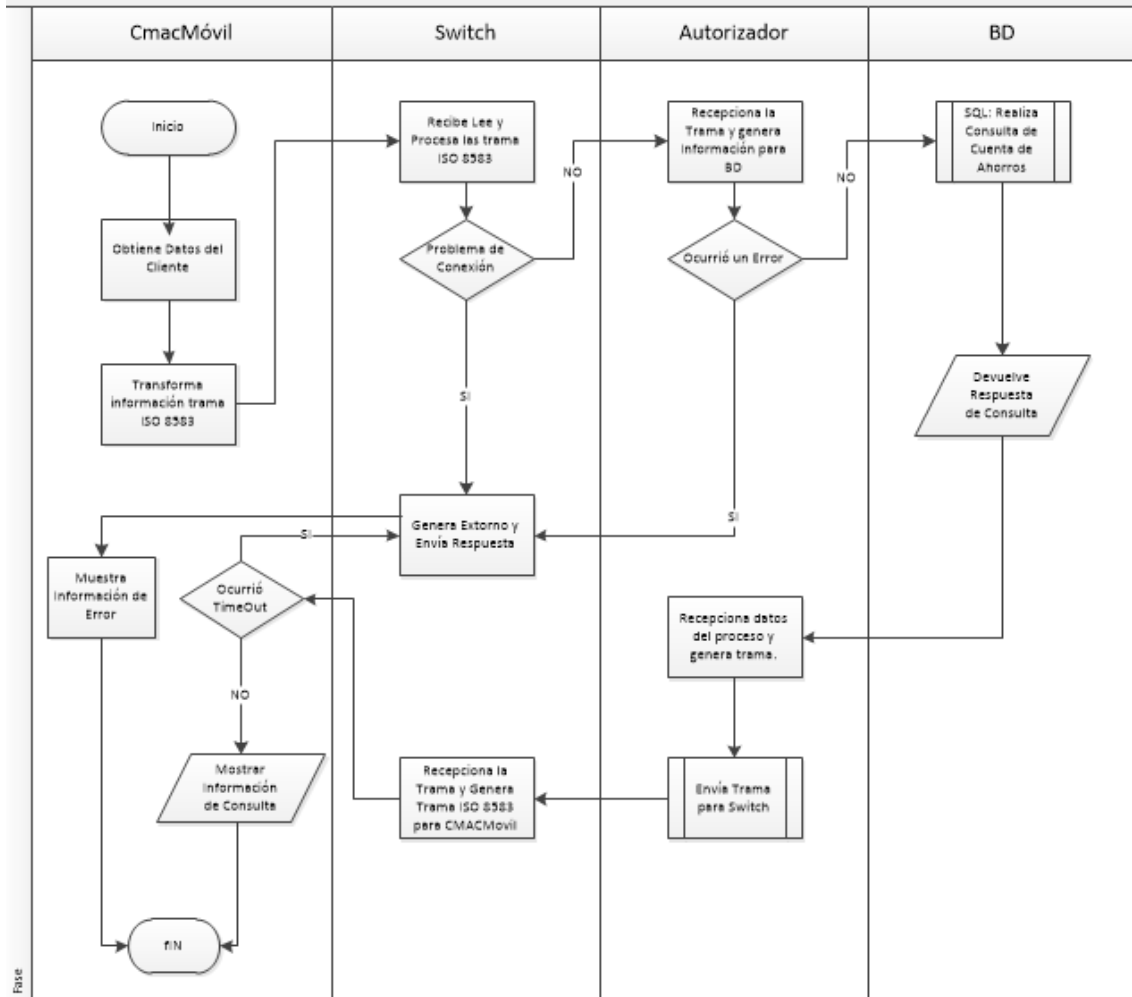 CmacMóvil
Switch
Autorizador
BD
Inicio
Recibe Lee y
Procesa las trama
ISO 8583
Recepciona la
Trama y genera
Información para
BD
SQL: Realiza
Consulta de
Cuenta de
Ahorros
NO
NO
Obtiene Datos del
Cliente
Problema de
Conexión
Ocurrió un Error
Transforma
información trama
ISO 8583
SI
Devuelve
Respuesta
de Consulta
Genera Extorno y
Envía Respuesta
SI
SI
Muestra
Información de
Error
Ocurrió
TimeOut
Recepciona datos
del proceso y
genera trama.
NO
Mostrar
Información
de Consulta
Recepciona la
Trama y Genera
Trama ISO 8583
para CMACMovil
Envía Trama
para Switch
fIN
Fase